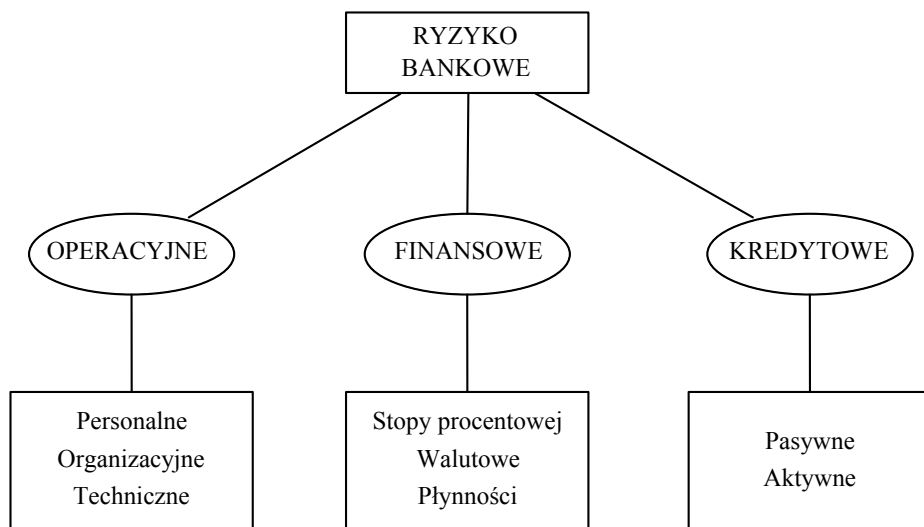 RYZYKO
BANKOWE
OPERACYJNE
FINANSOWE
KREDYTOWE
Personalne
Organizacyjne
Techniczne
Stopy procentowej
Walutowe
Płynności
Pasywne
Aktywne